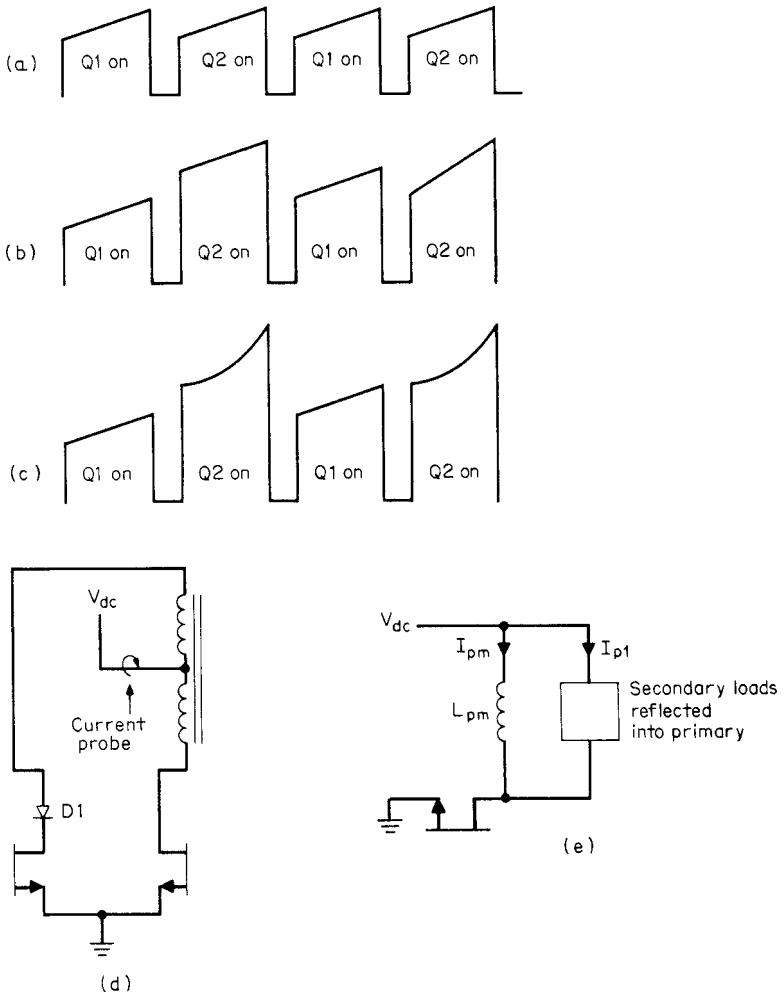 (a)
Q1 on
Q2 on
Q1 on
Q2 on
(b)
Q1 on
Q2 on
Q1 on
Q2 on
(c)
Q1 on
Q2 on
Q1 on
Q2 on
Vdc
Current
probe
D1
(d)
Vdc
Ipm
Ip1
Lpm
Secondary loads
reflected
into primary
(e)